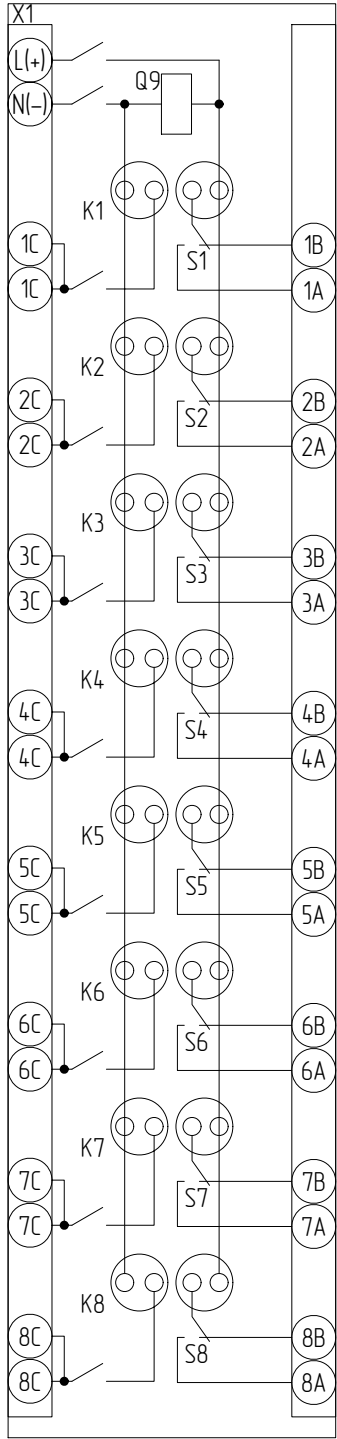 X1
L(+)
Q9
N(–)
K1
1C
S1
1B
1C
1A
K2
2C
S2
2B
2C
2A
K3
3C
S3
3B
3C
3A
K4
4C
S4
4B
4C
4A
K5
5C
S5
5B
5C
5A
K6
6C
S6
6B
6C
6A
K7
7C
S7
7B
7C
7A
K8
8C
S8
8B
8C
8A